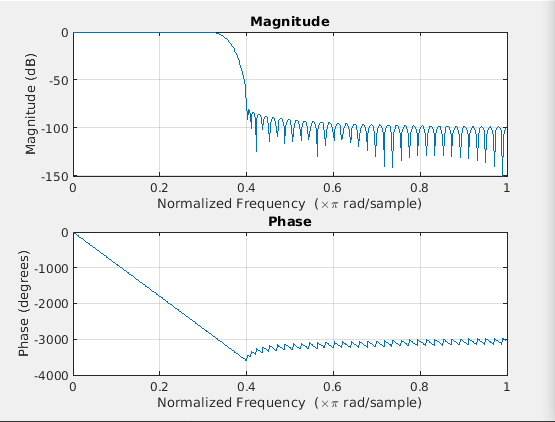 Magnitude
Magnitude (dB)
0
-50
-100
-150
0 0.2 0.4 0.6 0.8 1
Normalized Frequency (×π rad/sample)
Phase
Phase (degrees)
0
-1000
-2000
-3000
-4000
0 0.2 0.4 0.6 0.8 1
Normalized Frequency (×π rad/sample)